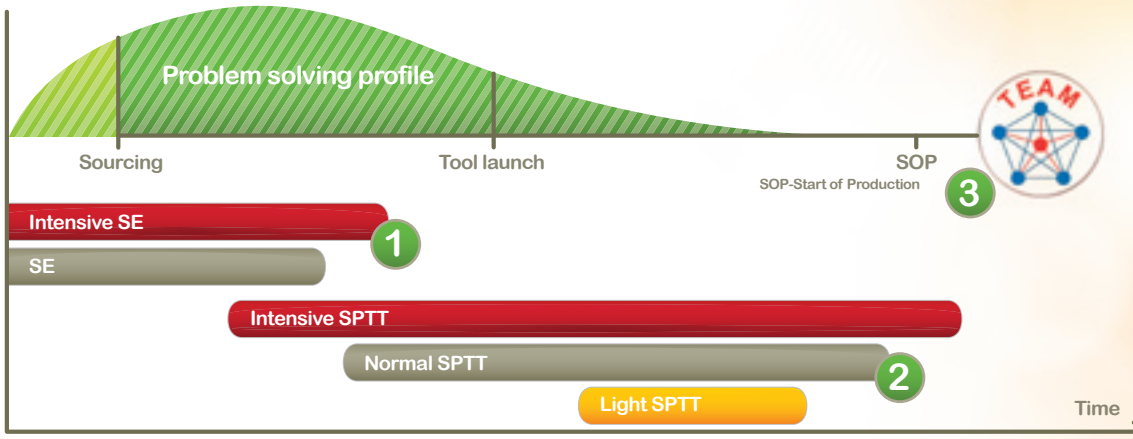 Problem solving profile
Sourcing
Tool launch
SOP
SOP-Start of Production
TEAM
3
Intensive SE
1
SE
Intensive SPTT
Normal SPTT
2
Light SPTT
Time